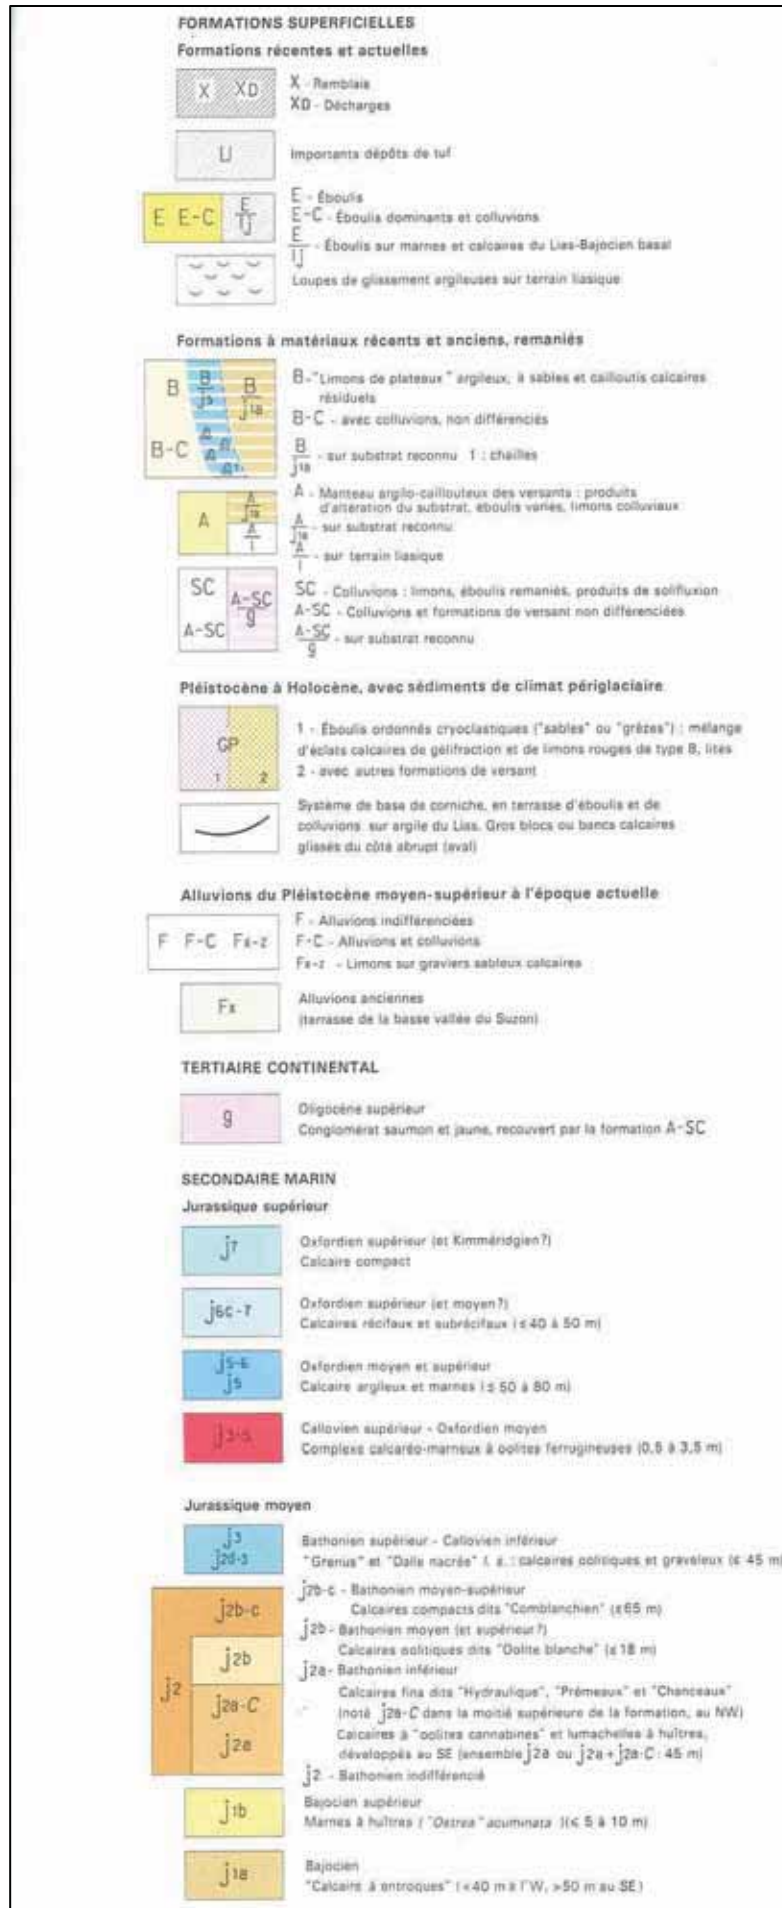 FORMATIONS SUPERFICIELLES
Formations récentes et actuelles
X XD
X - Remblais
XD - Décharges
U
Importants dépôts de tuf
E E-C E/lj
E - Éboulis
E-C - Éboulis dominants et colluvions
E/lj - Éboulis sur marnes et calcaires du Lias-Bajocien basal
Loupes de glissement argileuses sur terrain liasique
Formations à matériaux récents et anciens, remaniés
B B/j5 B/j1a
B-C
B - "Limons de plateaux" argileux, à sables et cailloutis calcaires
résiduels
B-C - avec colluvions, non différenciés
B/j1a - sur substrat reconnu 1 : chailles
A A/j1a
A/l
A - Manteau argilo-caillouteux des versants : produits
d'altération du substrat, éboulis variés, limons colluviaux
A/j1a - sur substrat reconnu
A/l - sur terrain liasique
SC A-SC/g
A-SC
SC - Colluvions : limons, éboulis remaniés, produits de solifluxion
A-SC - Colluvions et formations de versant non différenciées
A-SC/g - sur substrat reconnu
Pléistocène à Holocène, avec sédiments de climat périglaciaire
GP
1 2
1 - Éboulis ordonnés cryoclastiques ("sables" ou "grèzes") : mélange
d'éclats calcaires de gélifraction et de limons rouges de type B, lités
2 - avec autres formations de versant
Système de base de corniche, en terrasse d'éboulis et de
colluvions sur argile du Lias. Gros blocs ou bancs calcaires
glissés du côté abrupt (aval)
Alluvions du Pléistocène moyen-supérieur à l'époque actuelle
F F-C Fx-z
F - Alluvions indifférenciées
F-C - Alluvions et colluvions
Fx-z - Limons sur graviers sableux calcaires
Fx
Alluvions anciennes
(terrasse de la basse vallée du Suzon)
TERTIAIRE CONTINENTAL
g
Oligocène supérieur
Conglomérat saumon et jaune, recouvert par la formation A-SC
SECONDAIRE MARIN
Jurassique supérieur
j7
Oxfordien supérieur (et Kimméridgien?)
Calcaire compact
j6c-7
Oxfordien supérieur (et moyen?)
Calcaires récifaux et subrécifaux (≤ 40 à 50 m)
j5-6
j5
Oxfordien moyen et supérieur
Calcaire argileux et marnes (≤ 50 à 80 m)
j3-5
Callovien supérieur - Oxfordien moyen
Complexe calcaréo-marneux à oolites ferrugineuses (0,5 à 3,5 m)
Jurassique moyen
j3
j2d-3
Bathonien supérieur - Callovien inférieur
"Grenus" et "Dalle nacrée" l. s. : calcaires oolitiques et graveleux (≤ 45 m)
j2
j2b-c
j2b
j2a-C
j2a
j2b-c - Bathonien moyen-supérieur
Calcaires compacts dits "Comblanchien" (≤ 65 m)
j2b - Bathonien moyen (et supérieur?)
Calcaires oolitiques dits "Oolite blanche" (≤ 18 m)
j2a - Bathonien inférieur
Calcaires fins dits "Hydraulique", "Prémeaux" et "Chanceaux"
(noté j2a-C dans la moitié supérieure de la formation, au NW)
Calcaires à "oolites cannabines" et lumachelles à huîtres,
développés au SE (ensemble j2a ou j2a + j2a-C : 45 m)
j2 - Bathonien indifférencié
j1b
Bajocien supérieur
Marnes à huîtres ("Ostrea" acuminata) (≤ 5 à 10 m)
j1a
Bajocien
"Calcaire à entroques" (<40 m à l'W, >50 m au SE)